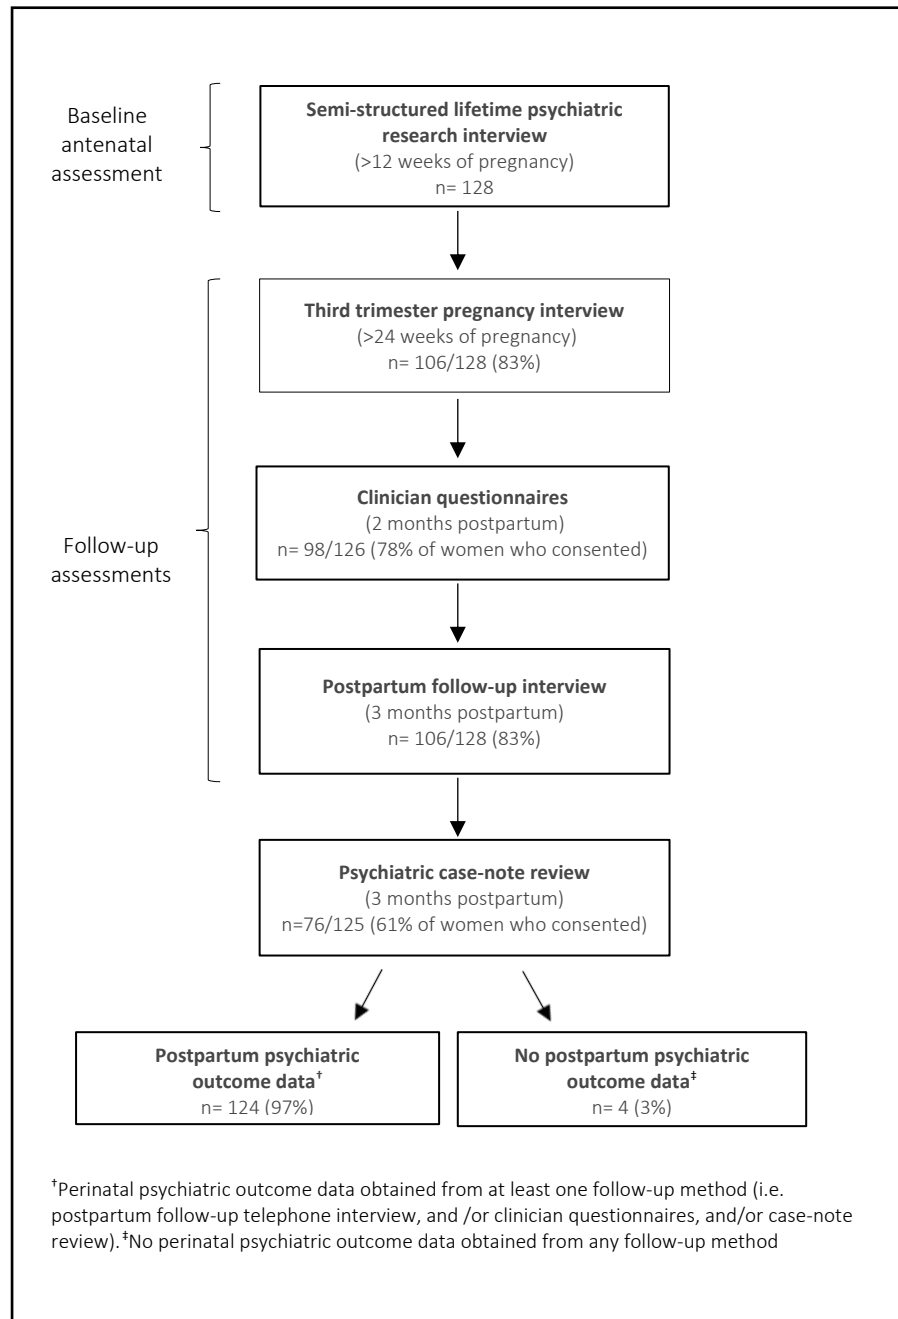 Baseline
antenatal
assessment
Semi-structured lifetime psychiatric
research interview
(>12 weeks of pregnancy)
n= 128
Third trimester pregnancy interview
(>24 weeks of pregnancy)
n= 106/128 (83%)
Follow-up
assessments
Clinician questionnaires
(2 months postpartum)
n= 98/126 (78% of women who consented)
Postpartum follow-up interview
(3 months postpartum)
n= 106/128 (83%)
Psychiatric case-note review
(3 months postpartum)
n=76/125 (61% of women who consented)
Postpartum psychiatric
outcome data†
n= 124 (97%)
No postpartum psychiatric
outcome data‡
n= 4 (3%)
†Perinatal psychiatric outcome data obtained from at least one follow-up method (i.e.
postpartum follow-up telephone interview, and /or clinician questionnaires, and/or case-note
review).‡No perinatal psychiatric outcome data obtained from any follow-up method